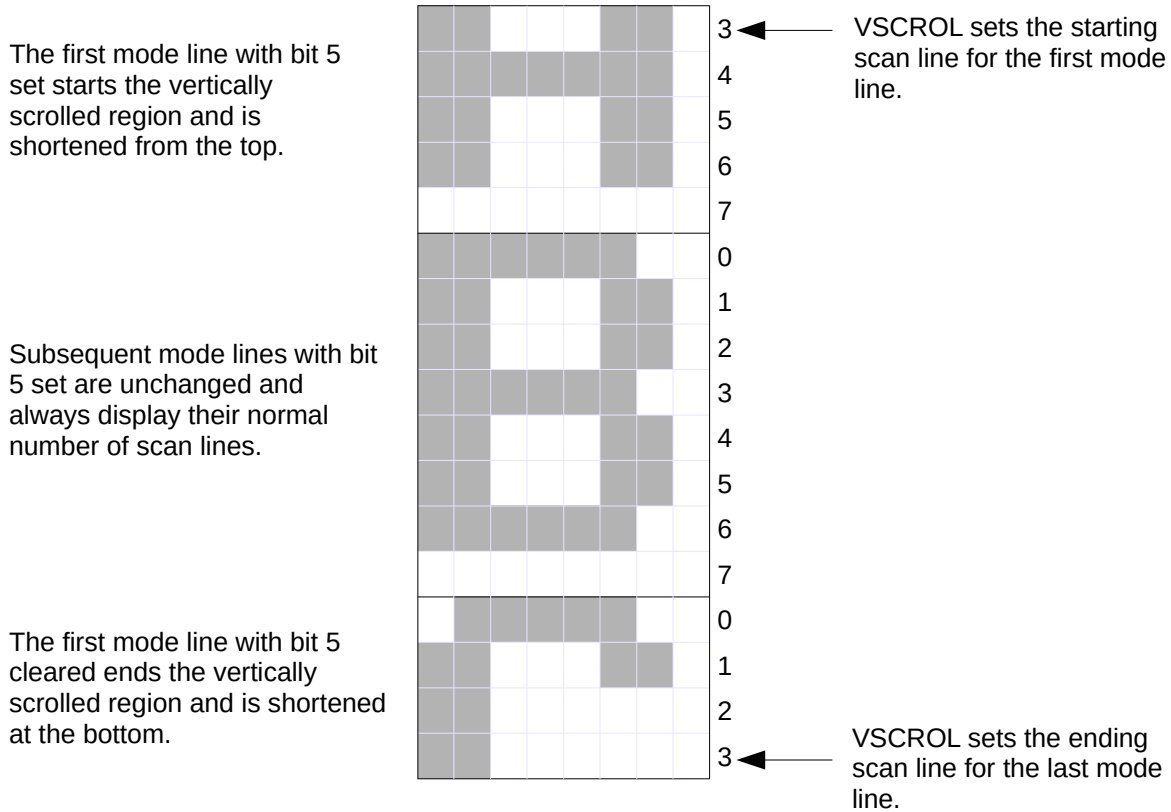 The first mode line with bit 5
set starts the vertically
scrolled region and is
shortened from the top.
3
4
5
6
7
VSCROL sets the starting
scan line for the first mode
line.
Subsequent mode lines with bit
5 set are unchanged and
always display their normal
number of scan lines.
0
1
2
3
4
5
6
7
The first mode line with bit 5
cleared ends the vertically
scrolled region and is shortened
at the bottom.
0
1
2
3
VSCROL sets the ending
scan line for the last mode
line.